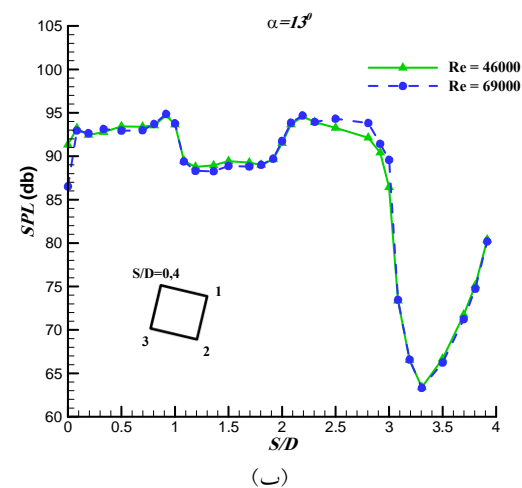 α=13⁰
Re = 46000
Re = 69000
SPL (db)
105
100
95
90
85
80
75
70
65
60
S/D=0,4
1
2
3
0 0.5 1 1.5 2 2.5 3 3.5 4
S/D
(ب)